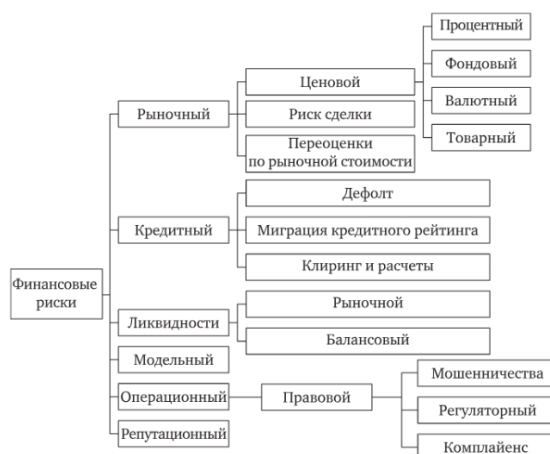 Процентный
Ценовой
Фондовый
Рыночный
Риск сделки
Валютный
Переоценки
по рыночной стоимости
Товарный
Дефолт
Кредитный
Миграция кредитного рейтинга
Клиринг и расчеты
Финансовые
риски
Рыночной
Ликвидности
Балансовый
Модельный
Мошенничества
Операционный
Правовой
Регуляторный
Репутационный
Комплайенс